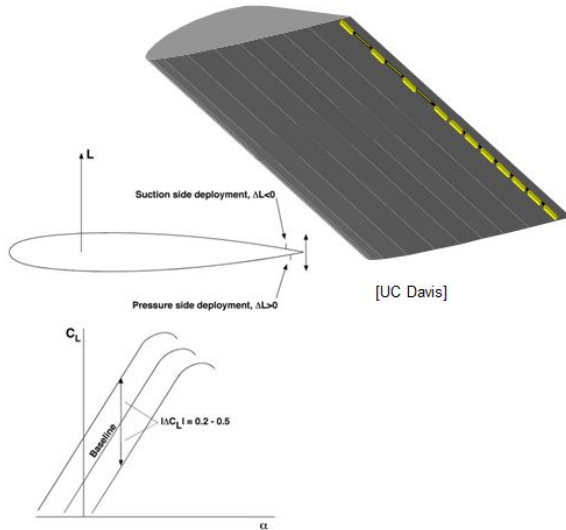 L
Suction side deployment, ΔL<0
Pressure side deployment, ΔL>0
[UC Davis]
C_L
Baseline
|ΔC_L| = 0.2 - 0.5
α